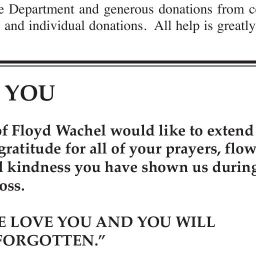 e Department and generous donations from c
and individual donations. All help is greatly
YOU
of Floyd Wachel would like to extend
gratitude for all of your prayers, flow
d kindness you have shown us during
oss.
E LOVE YOU AND YOU WILL
FORGOTTEN.”